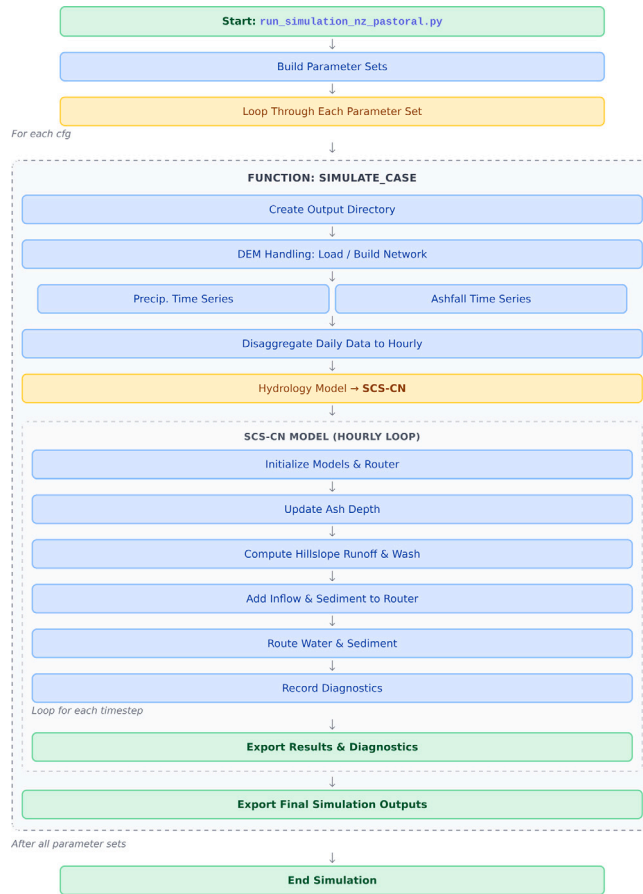 Start: run_simulation_nz_pastoral.py
↓
Build Parameter Sets
↓
Loop Through Each Parameter Set
For each cfg
↓
FUNCTION: SIMULATE_CASE
Create Output Directory
↓
DEM Handling: Load / Build Network
↓
Precip. Time Series
Ashfall Time Series
↓
Disaggregate Daily Data to Hourly
↓
Hydrology Model → SCS-CN
↓
SCS-CN MODEL (HOURLY LOOP)
Initialize Models & Router
↓
Update Ash Depth
↓
Compute Hillslope Runoff & Wash
↓
Add Inflow & Sediment to Router
↓
Route Water & Sediment
↓
Record Diagnostics
Loop for each timestep
↓
Export Results & Diagnostics
↓
Export Final Simulation Outputs
After all parameter sets
↓
End Simulation